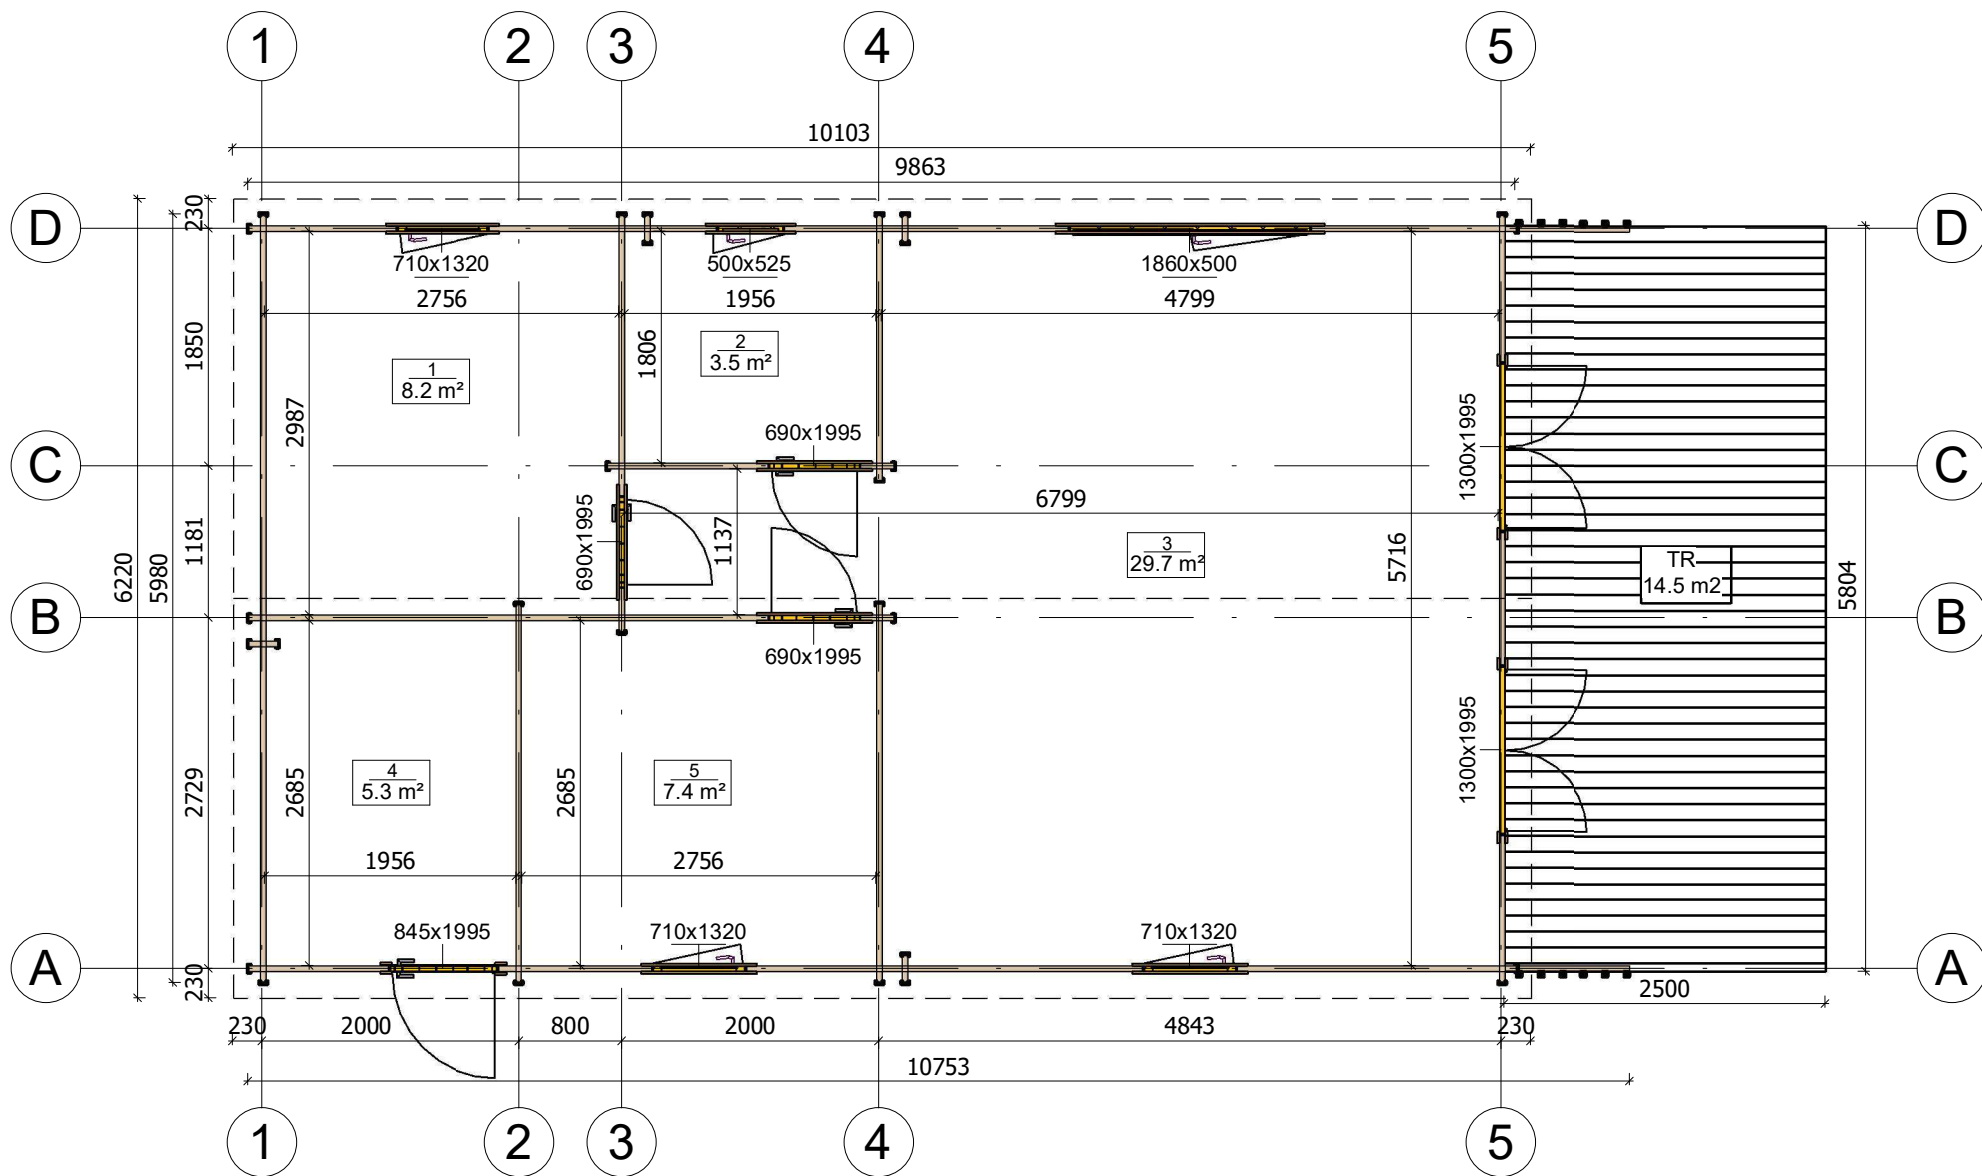 1
2
3
4
5
10103
9863
D
D
230
710x1320
500x525
1860x500
2756
1956
4799
1850
1806
2
3.5 m²
1
8.2 m²
2987
1300x1995
690x1995
C
C
6799
690x1995
1137
1181
3
29.7 m²
5716
TR
14.5 m2
5804
6220
5980
B
B
690x1995
1300x1995
4
5.3 m²
5
7.4 m²
2729
2685
2685
1956
2756
845x1995
710x1320
710x1320
A
A
230
2500
230
2000
800
2000
4843
230
10753
1
2
3
4
5